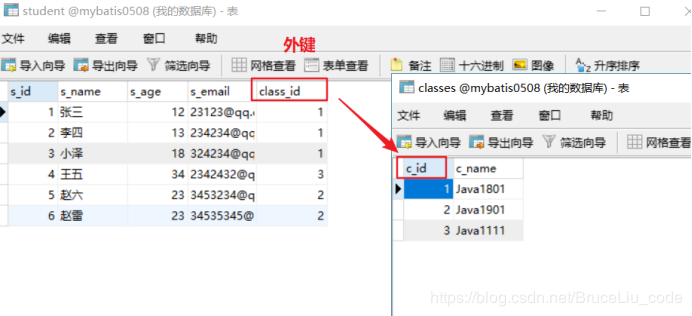 student @mybatis0508 (我的数据库) - 表
文件 编辑 查看 窗口 帮助
外键
导入向导 导出向导 筛选向导 网格查看 表单查看 备注 十六进制 图像 升序排序
s_id s_name s_age s_email class_id
1 张三 12 23123@qq.c 1
2 李四 13 234234@qq 1
3 小泽 18 324234@qq 1
4 王五 34 2342432@q 3
5 赵六 23 3453234@q 2
6 赵雷 23 34535345@ 2
classes @mybatis0508 (我的数据库) - 表
文件 编辑 查看 窗口 帮助
导入向导 导出向导 筛选向导 网格查看
c_id c_name
1 Java1801
2 Java1901
3 Java1111
https://blog.csdn.net/BruceLiu_code